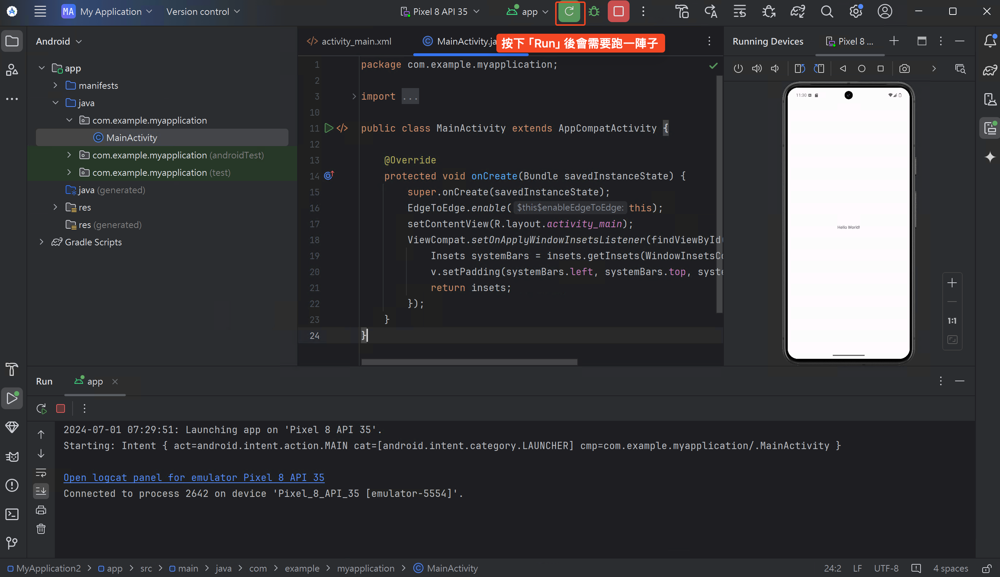 MA My Application Version control Pixel 8 API 35 app
Android
activity_main.xml MainActivity.ja
按下「Run」後會需要跑一陣子
Running Devices Pixel 8 ...
app
manifests
java
com.example.myapplication
MainActivity
com.example.myapplication (androidTest)
com.example.myapplication (test)
java (generated)
res
res (generated)
Gradle Scripts
1 package com.example.myapplication;
2
3 import ...
10
11 public class MainActivity extends AppCompatActivity {
12
13 @Override
14 protected void onCreate(Bundle savedInstanceState) {
15 super.onCreate(savedInstanceState);
16 EdgeToEdge.enable( $this$enableEdgeToEdge: this);
17 setContentView(R.layout.activity_main);
18 ViewCompat.setOnApplyWindowInsetsListener(findViewById(
19 Insets systemBars = insets.getInsets(WindowInsetsCo
20 v.setPadding(systemBars.left, systemBars.top, syste
21 return insets;
22 });
23 }
24 }
11:30
Hello World!
1:1
Run app
2024-07-01 07:29:51: Launching app on 'Pixel 8 API 35'.
Starting: Intent { act=android.intent.action.MAIN cat=[android.intent.category.LAUNCHER] cmp=com.example.myapplication/.MainActivity }
Open logcat panel for emulator Pixel 8 API 35
Connected to process 2642 on device 'Pixel_8_API_35 [emulator-5554]'.
MyApplication2 > app > src > main > java > com > example > myapplication > MainActivity
24:2 LF UTF-8 4 spaces